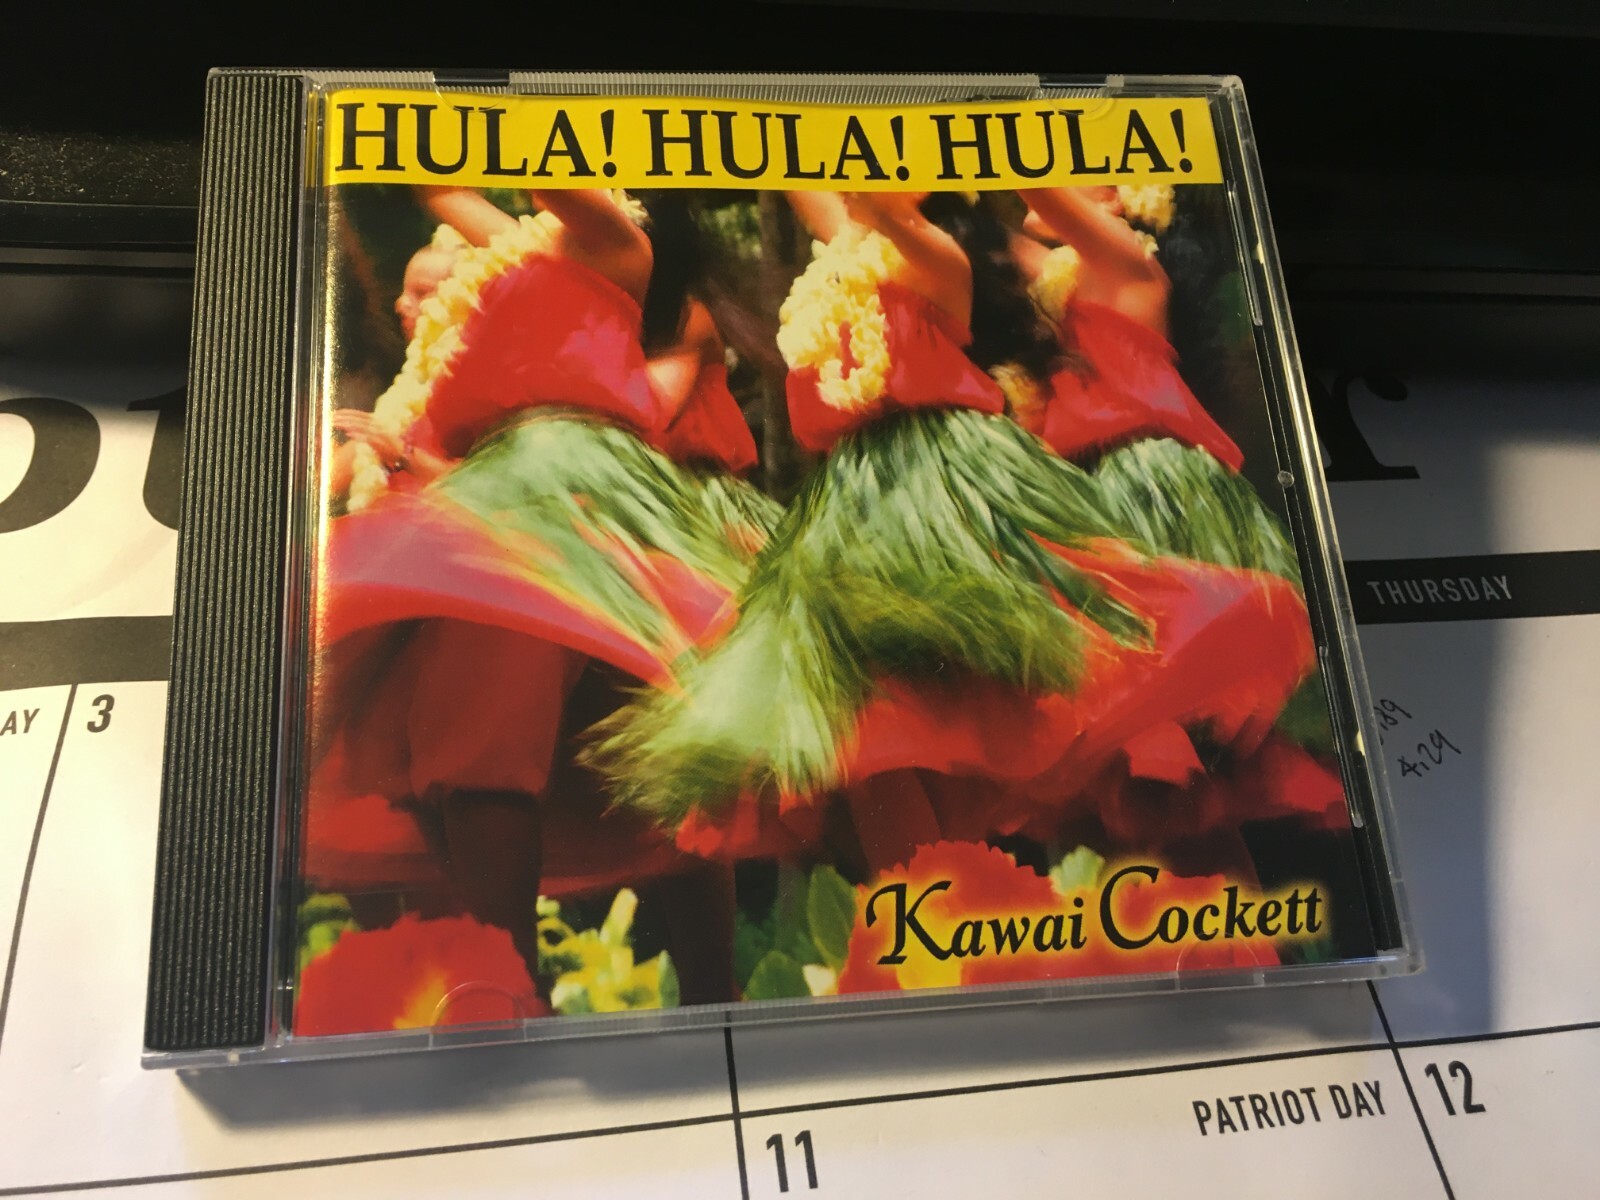 HULA! HULA! HULA!
Kawai Cockett
THURSDAY
AY
3
4.29
PATRIOT DAY
11
12